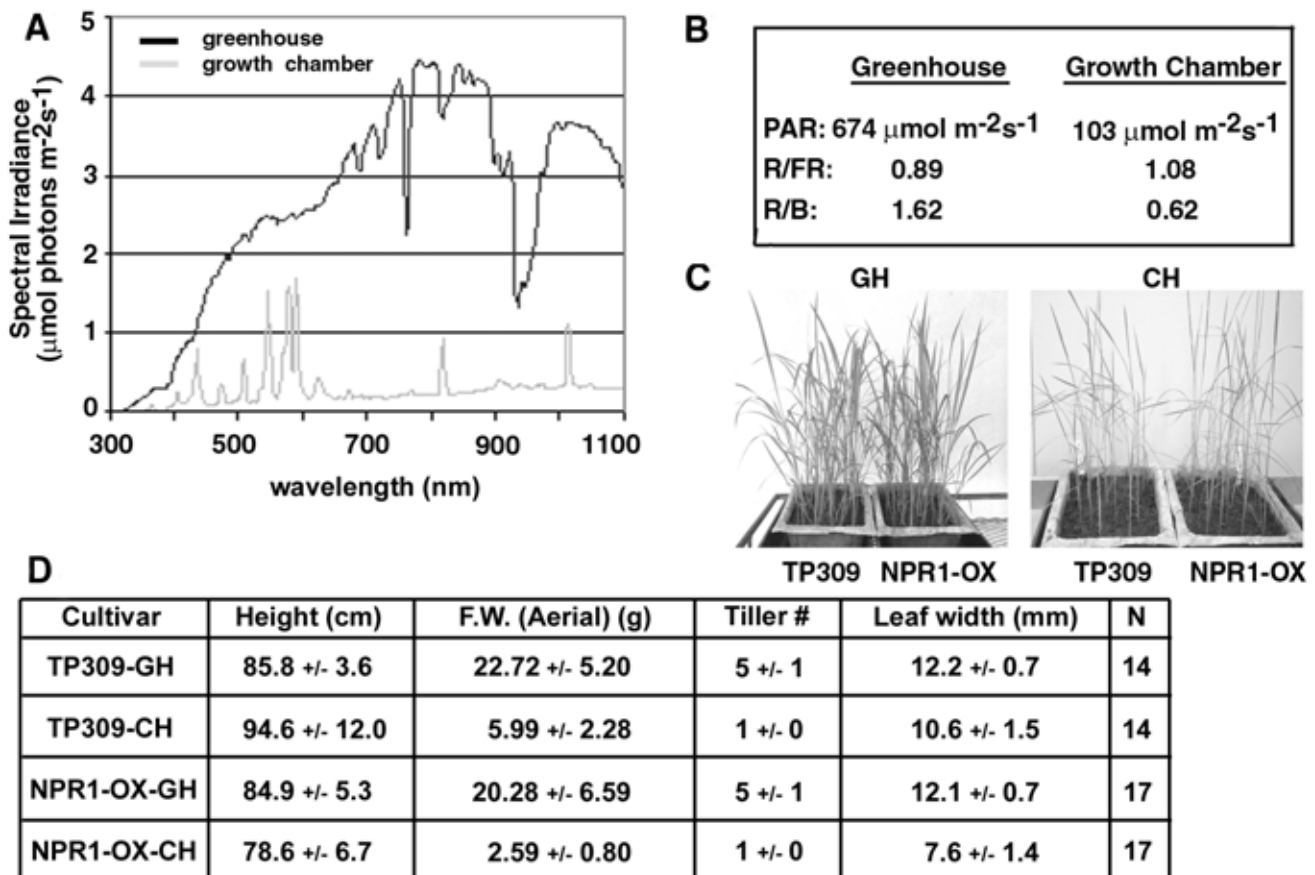 A
5
4
3
2
1
0
300
500
700
900
1100
Spectral Irradiance
(μmol photons m-2s-1)
wavelength (nm)
greenhouse
growth chamber
B
Greenhouse Growth Chamber
PAR: 674 μmol m-2s-1 103 μmol m-2s-1
R/FR: 0.89 1.08
R/B: 1.62 0.62
C
GH CH
TP309 NPR1-OX TP309 NPR1-OX
D
Cultivar Height (cm) F.W. (Aerial) (g) Tiller # Leaf width (mm) N
TP309-GH 85.8 +/- 3.6 22.72 +/- 5.20 5 +/- 1 12.2 +/- 0.7 14
TP309-CH 94.6 +/- 12.0 5.99 +/- 2.28 1 +/- 0 10.6 +/- 1.5 14
NPR1-OX-GH 84.9 +/- 5.3 20.28 +/- 6.59 5 +/- 1 12.1 +/- 0.7 17
NPR1-OX-CH 78.6 +/- 6.7 2.59 +/- 0.80 1 +/- 0 7.6 +/- 1.4 17